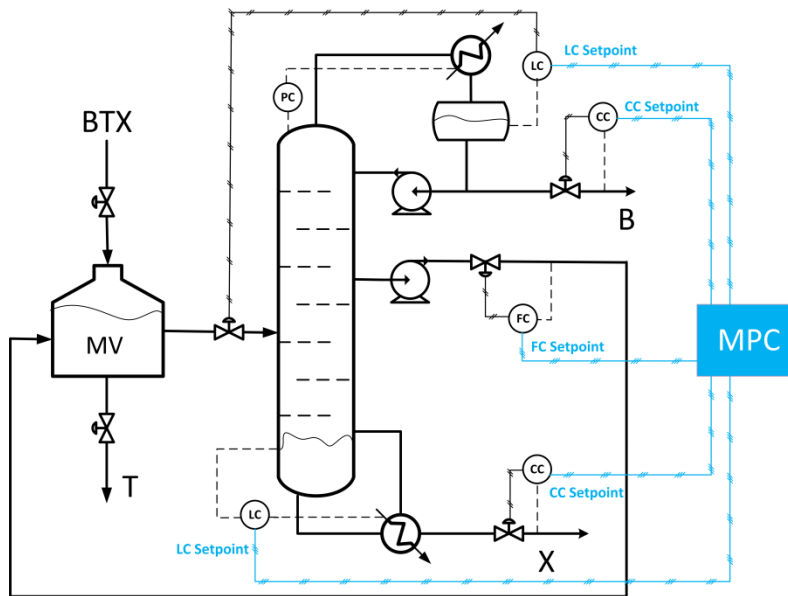 LC
LC Setpoint
CC Setpoint
PC
CC
BTX
B
MV
FC
MPC
FC Setpoint
CC
T
CC Setpoint
LC
LC Setpoint
X